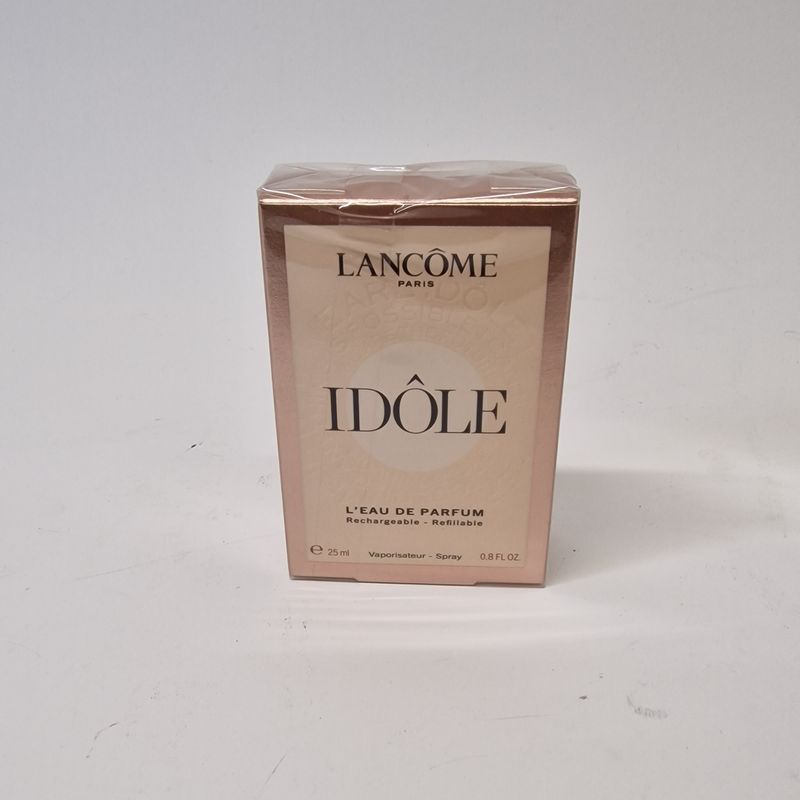 LANCÔME
PARIS
IDÔLE
L'EAU DE PARFUM
Rechargeable - Refillable
℮ 25 ml Vaporisateur - Spray 0.8 FL OZ.